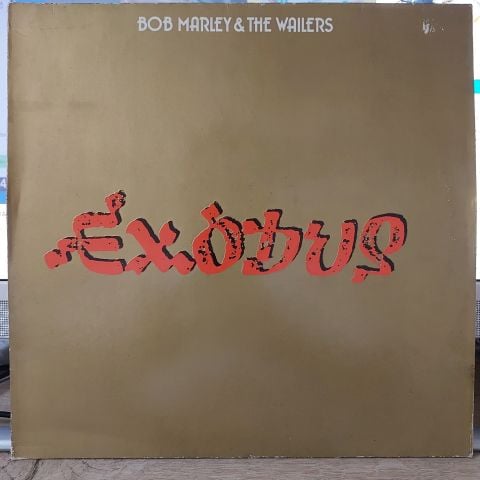 BOB MARLEY & THE WAILERS
EXODUS